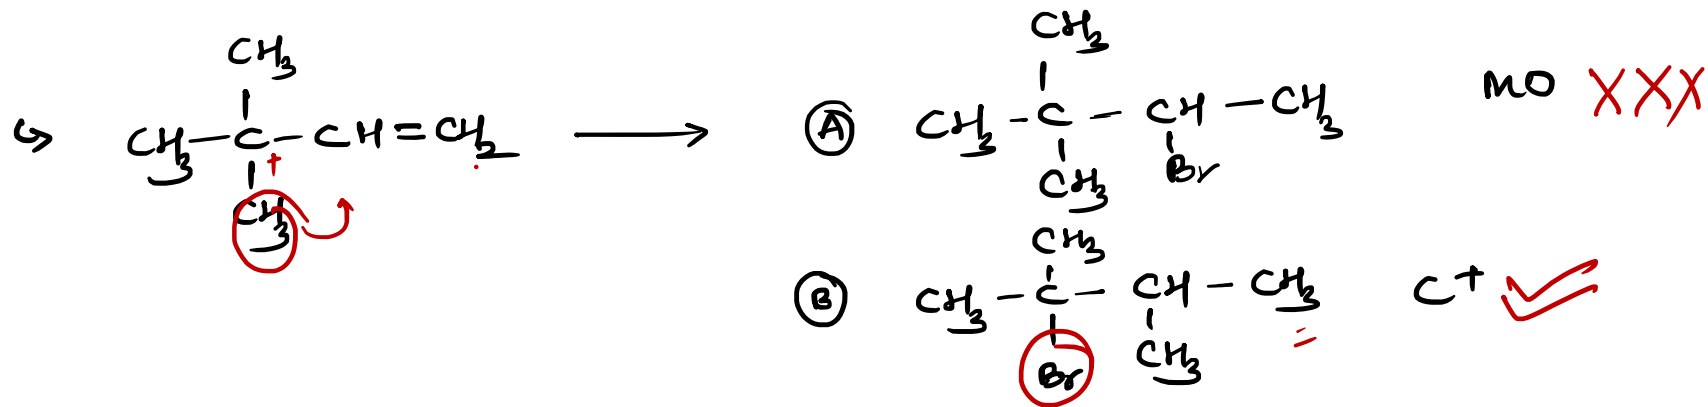 CH3 CH3
↳ CH3 – C – CH = CH2 ⟶ Ⓐ CH3 – C – CH – CH3 MO XXX
+
CH3 CH3 Br
CH3
Ⓑ CH3 – C – CH – CH3 C+ ✓
Br CH3